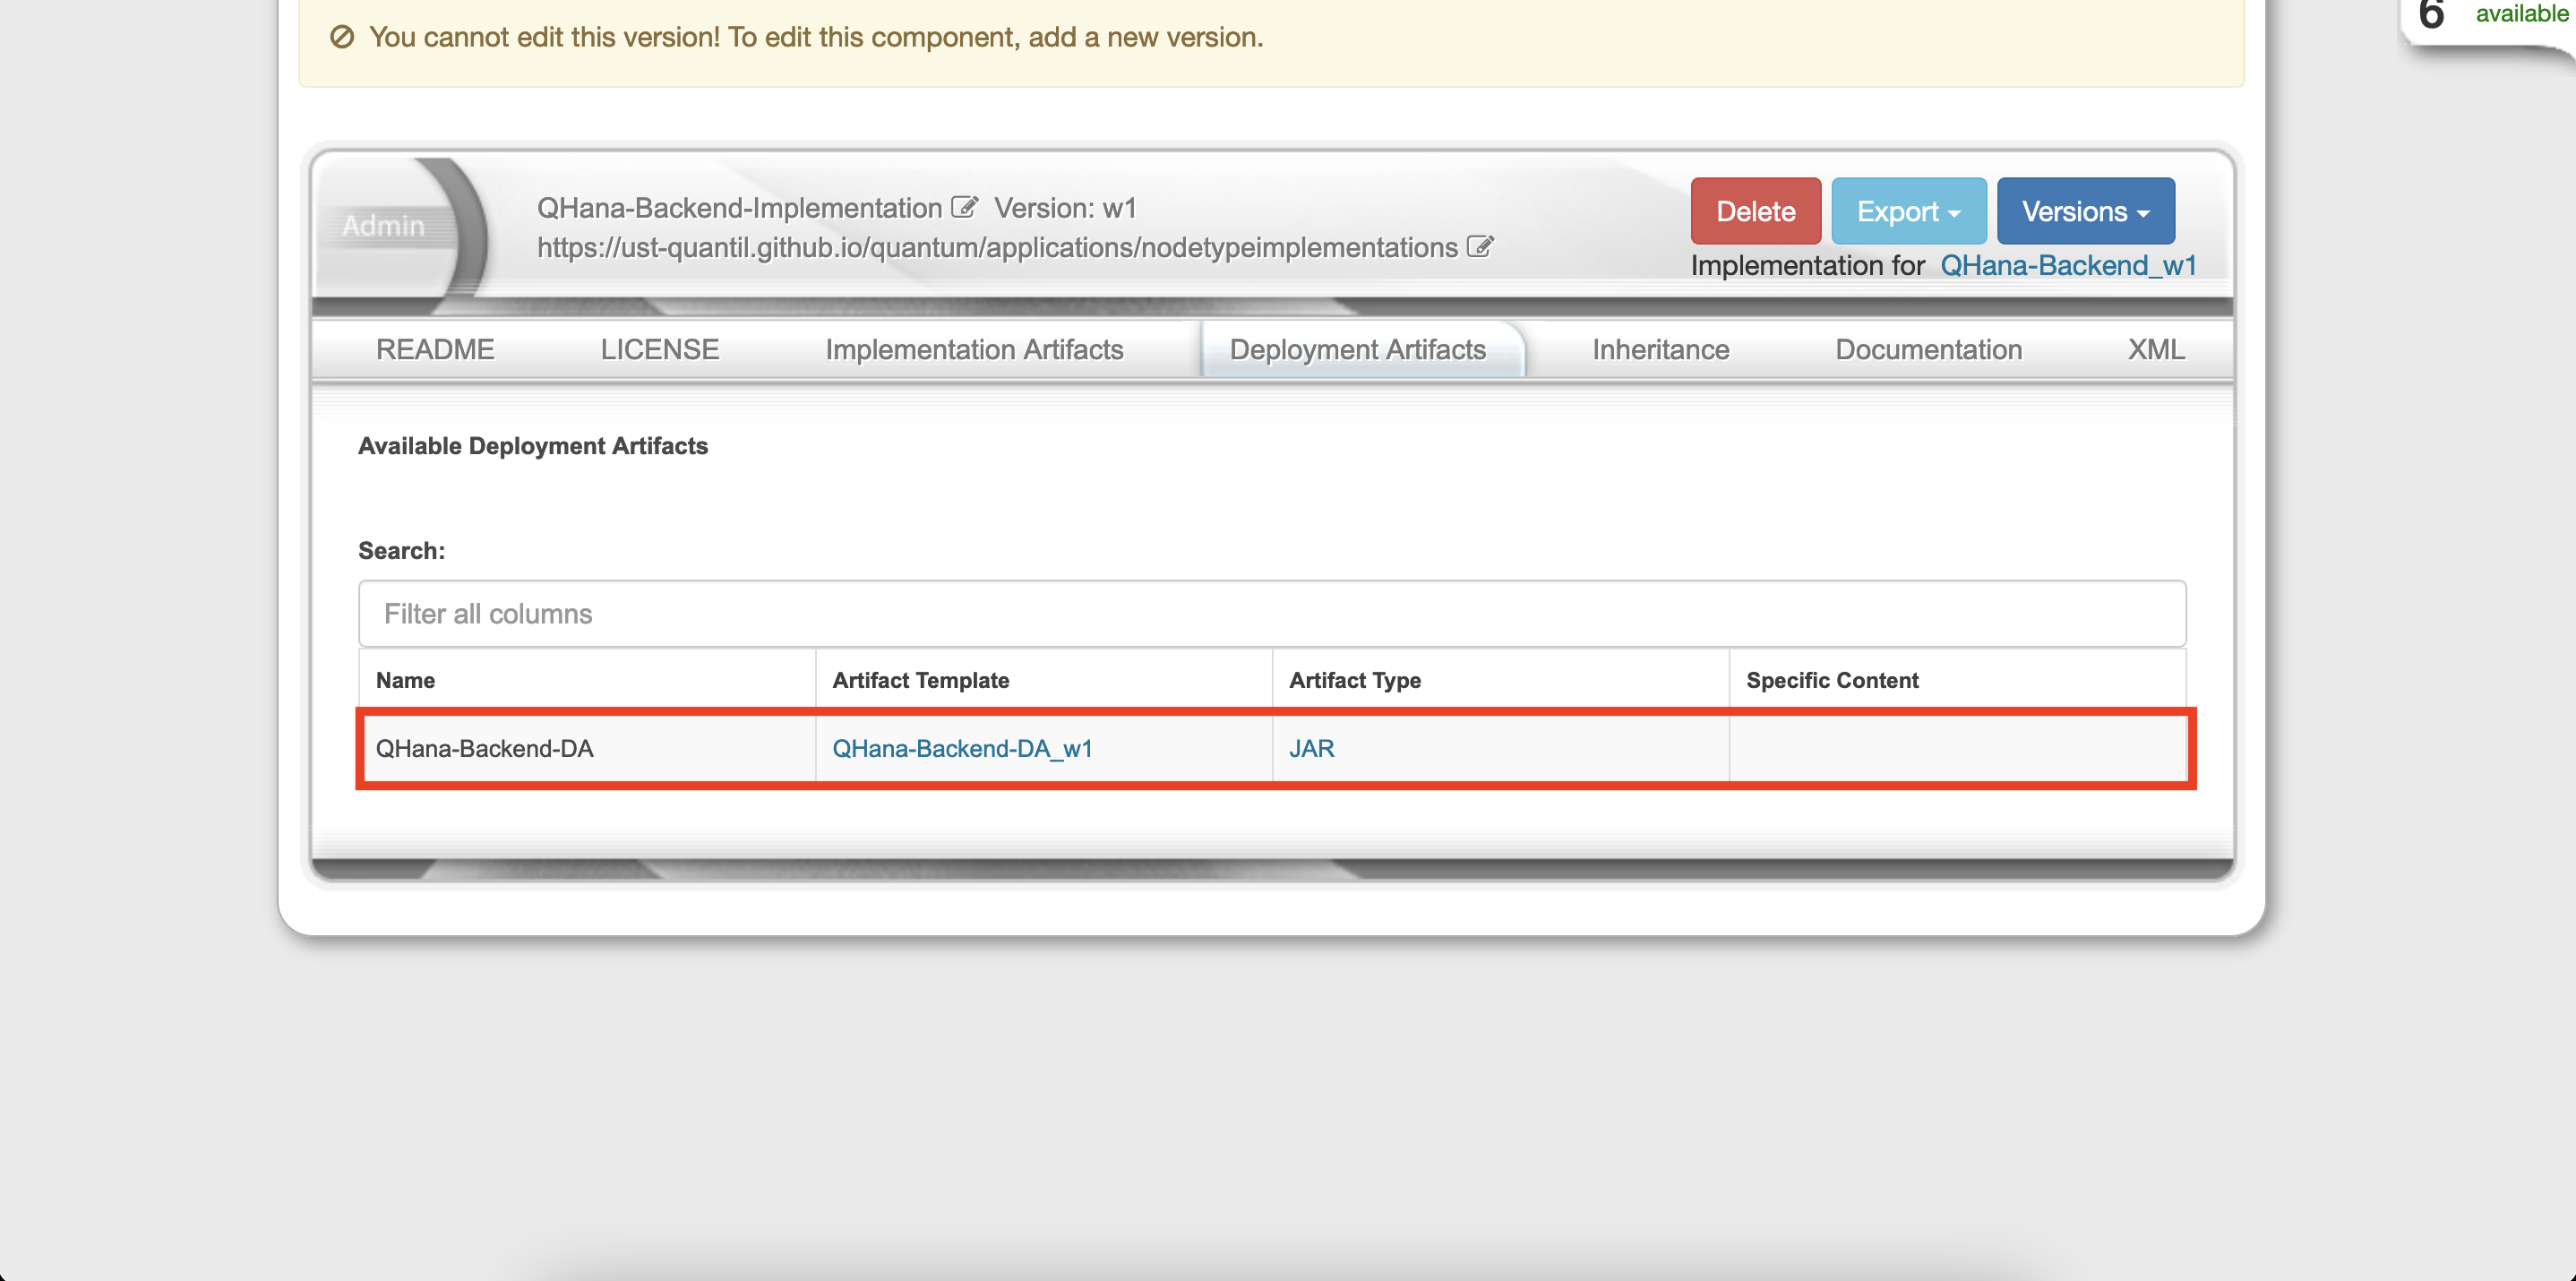 6 available
You cannot edit this version! To edit this component, add a new version.
Admin
QHana-Backend-Implementation Version: w1
https://ust-quantil.github.io/quantum/applications/nodetypeimplementations
Delete Export Versions
Implementation for QHana-Backend_w1
README LICENSE Implementation Artifacts Deployment Artifacts Inheritance Documentation XML
Available Deployment Artifacts
Search:
Filter all columns
Name Artifact Template Artifact Type Specific Content
QHana-Backend-DA QHana-Backend-DA_w1 JAR